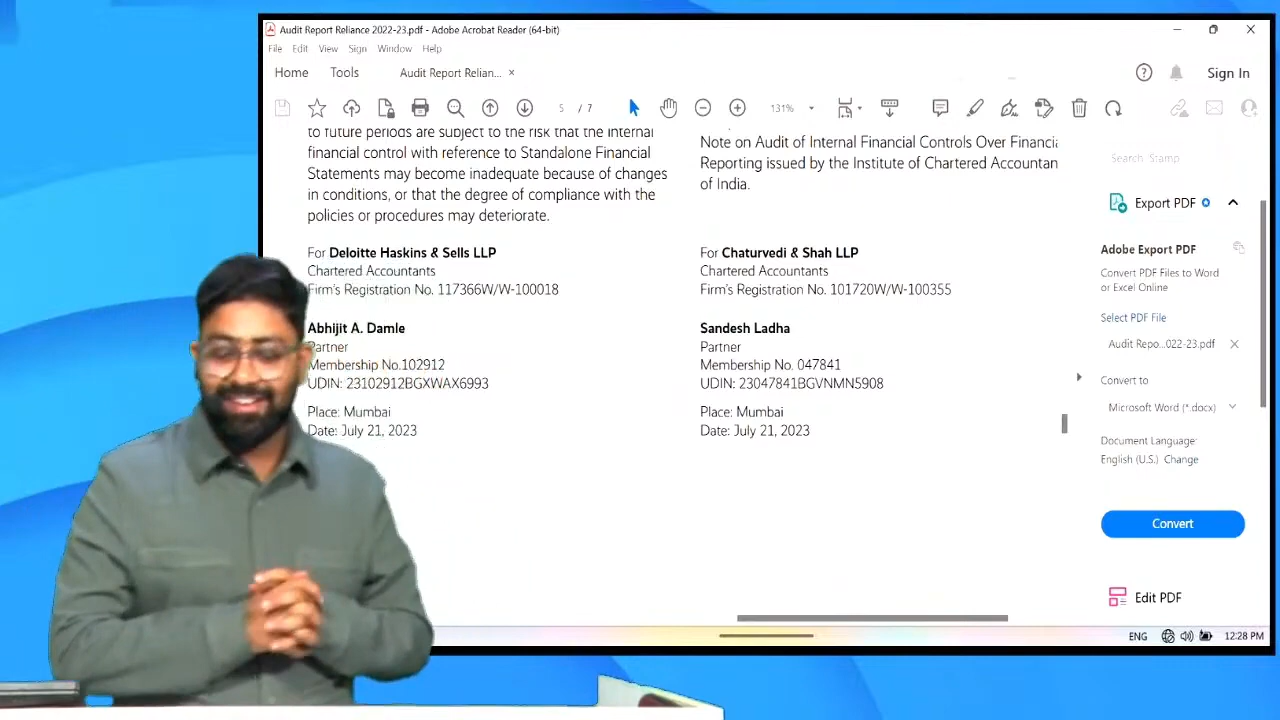 Audit Report Reliance 2022-23.pdf - Adobe Acrobat Reader (64-bit)
File Edit View Sign Window Help
Home Tools Audit Report Relian... ×
Sign In
5 / 7 131%
to future periods are subject to the risk that the internal
financial control with reference to Standalone Financial
Statements may become inadequate because of changes
in conditions, or that the degree of compliance with the
policies or procedures may deteriorate.
For Deloitte Haskins & Sells LLP
Chartered Accountants
Firm's Registration No. 117366W/W-100018
Abhijit A. Damle
Partner
Membership No.102912
UDIN: 23102912BGXWAX6993
Place: Mumbai
Date: July 21, 2023
Note on Audit of Internal Financial Controls Over Financia
Reporting issued by the Institute of Chartered Accountan
of India.
For Chaturvedi & Shah LLP
Chartered Accountants
Firm's Registration No. 101720W/W-100355
Sandesh Ladha
Partner
Membership No. 047841
UDIN: 23047841BGVNMN5908
Place: Mumbai
Date: July 21, 2023
Search 'Stamp
Export PDF
Adobe Export PDF
Convert PDF Files to Word
or Excel Online
Select PDF File
Audit Repo...022-23.pdf ×
Convert to
Microsoft Word (*.docx)
Document Language:
English (U.S.) Change
Convert
Edit PDF
ENG 12:28 PM